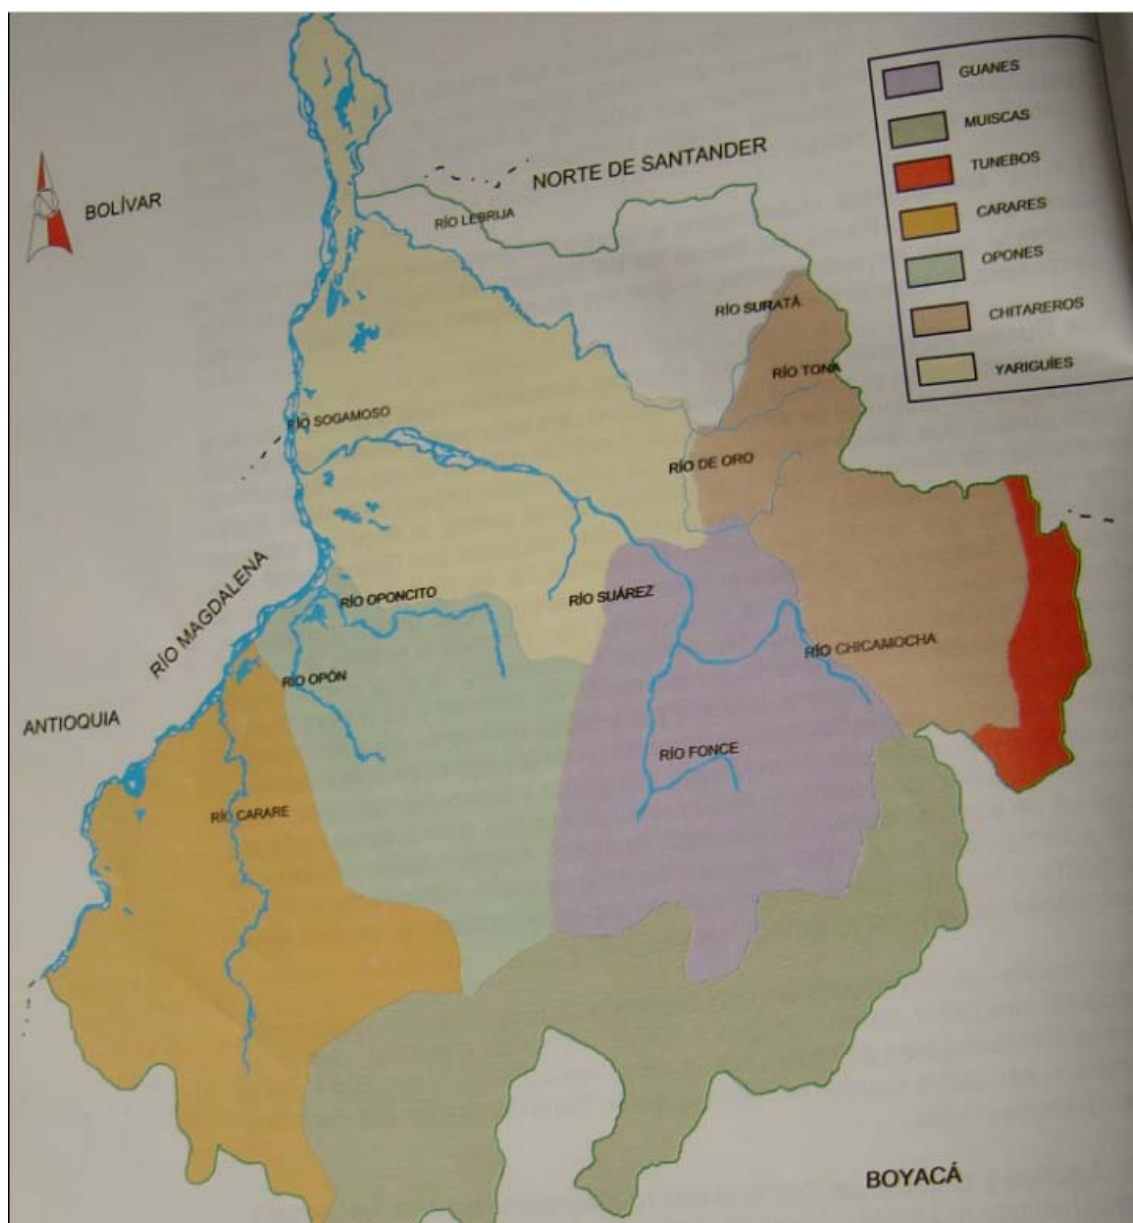 GUANES
MUISCAS
TUNEBOS
CARARES
OPONES
CHITAREROS
YARIGUÍES
NORTE DE SANTANDER
BOLÍVAR
RÍO LEBRIJA
RÍO SURATÁ
RÍO TONA
RÍO SOGAMOSO
RÍO DE ORO
RÍO MAGDALENA
RÍO OPONCITO
RÍO SUÁREZ
RÍO CHICAMOCHA
RÍO OPÓN
ANTIOQUIA
RÍO FONCE
RÍO CARARE
BOYACÁ
N